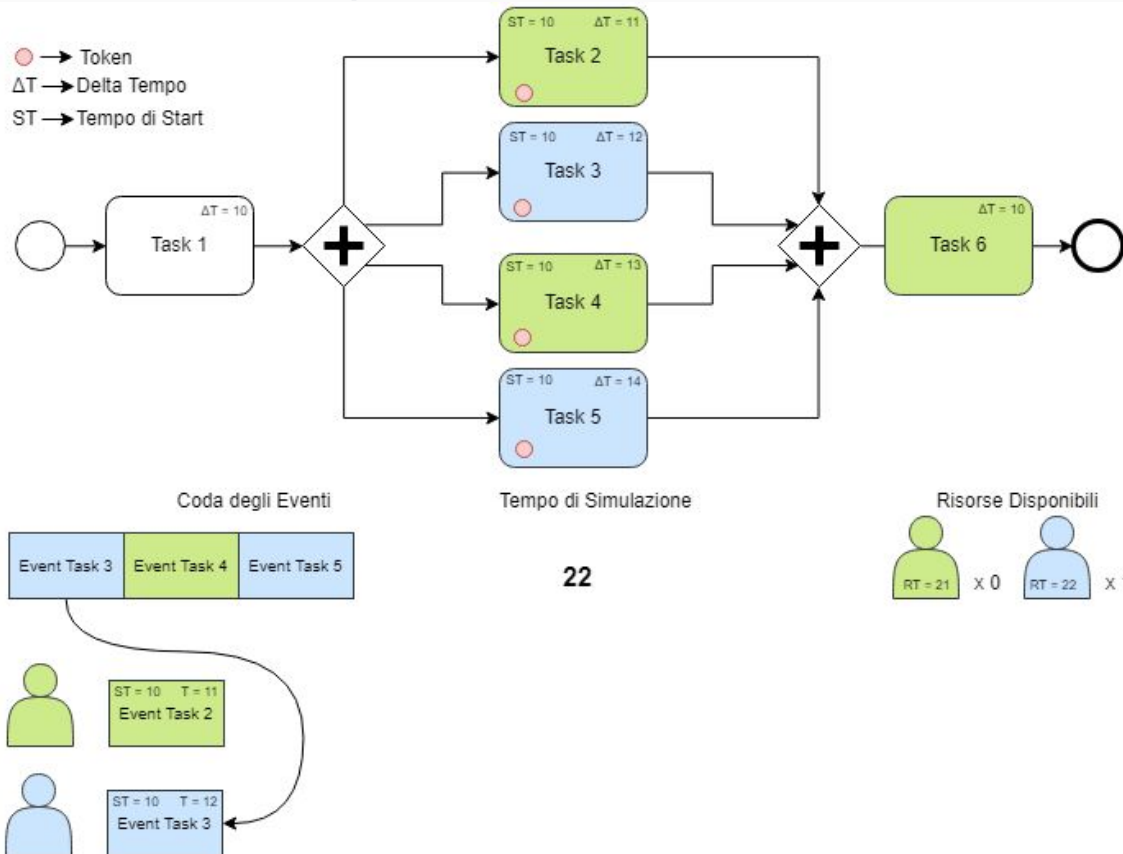 Token
ΔT Delta Tempo
ST Tempo di Start
ST = 10 ΔT = 11
Task 2
ST = 10 ΔT = 12
Task 3
ΔT = 10
Task 1
ST = 10 ΔT = 13
Task 4
ΔT = 10
Task 6
ST = 10 ΔT = 14
Task 5
Coda degli Eventi
Tempo di Simulazione
Risorse Disponibili
Event Task 3 Event Task 4 Event Task 5
22
RT = 21 X 0 RT = 22 X
ST = 10 T = 11
Event Task 2
ST = 10 T = 12
Event Task 3